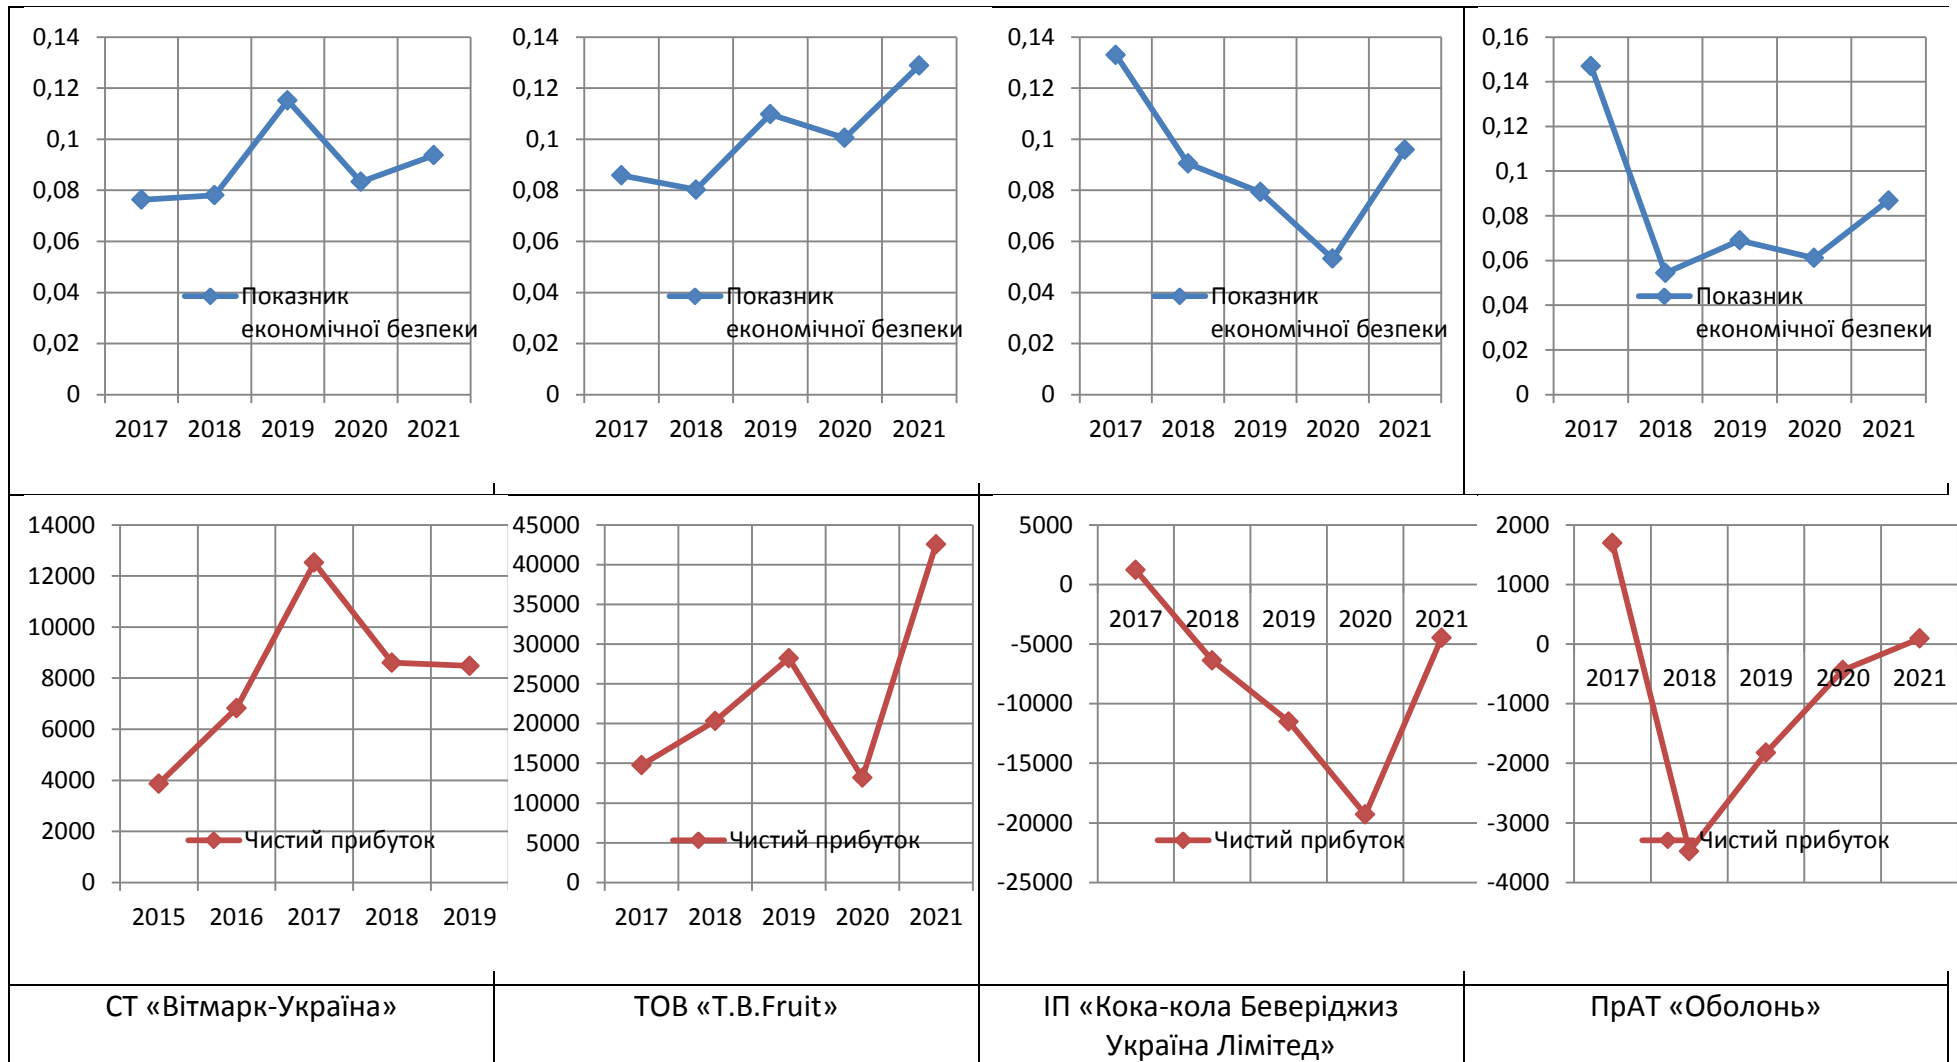 0,14
0,12
0,1
0,08
0,06
0,04
0,02
0
2017 2018 2019 2020 2021
Показник
економічної безпеки
0,14
0,12
0,1
0,08
0,06
0,04
0,02
0
2017 2018 2019 2020 2021
Показник
економічної безпеки
0,14
0,12
0,1
0,08
0,06
0,04
0,02
0
2017 2018 2019 2020 2021
Показник
економічної безпеки
0,16
0,14
0,12
0,1
0,08
0,06
0,04
0,02
0
2017 2018 2019 2020 2021
Показник
економічної безпеки
14000
12000
10000
8000
6000
4000
2000
0
2015 2016 2017 2018 2019
Чистий прибуток
45000
40000
35000
30000
25000
20000
15000
10000
5000
0
2017 2018 2019 2020 2021
Чистий прибуток
5000
0
-5000
-10000
-15000
-20000
-25000
2017 2018 2019 2020 2021
Чистий прибуток
2000
1000
0
-1000
-2000
-3000
-4000
2017 2018 2019 2020 2021
Чистий прибуток
СТ «Вітмарк-Україна»
ТОВ «T.B.Fruit»
ІП «Кока-кола Беверіджиз
Україна Лімітед»
ПрАТ «Оболонь»